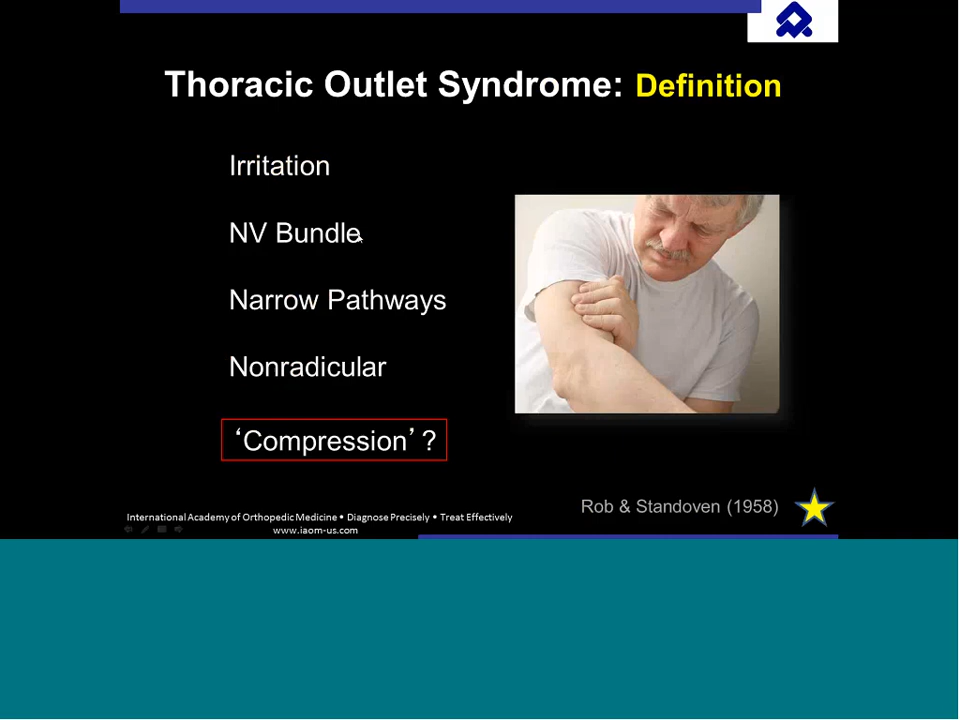 Thoracic Outlet Syndrome: Definition
Irritation
NV Bundle
Narrow Pathways
Nonradicular
‘Compression’?
Rob & Standoven (1958)
International Academy of Orthopedic Medicine • Diagnose Precisely • Treat Effectively
www.iaom-us.com